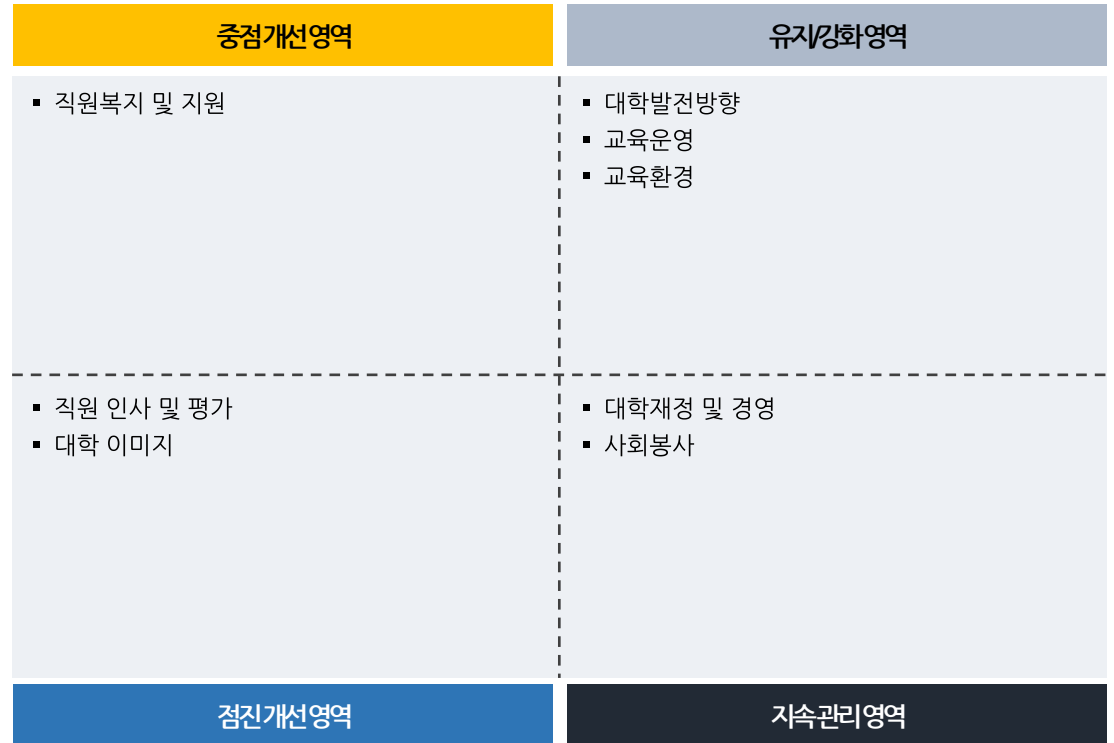 중점개선영역
유지/강화영역
▪ 직원복지 및 지원
▪ 대학발전방향
▪ 교육운영
▪ 교육환경
▪ 직원 인사 및 평가
▪ 대학 이미지
▪ 대학재정 및 경영
▪ 사회봉사
점진개선영역
지속관리영역